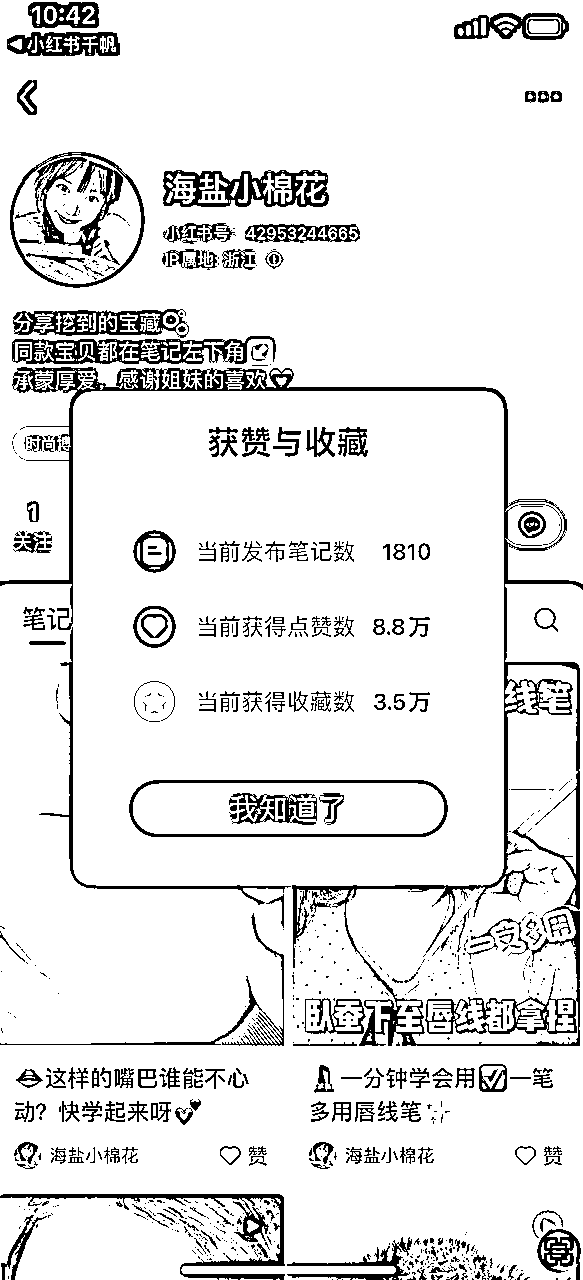 10:42
小红书千帆
海盐小棉花
小红书号: 42953244665
IP属地: 浙江
分享挖到的宝藏
同款宝贝都在笔记左下角
承蒙厚爱，感谢姐妹的喜欢
时尚博
获赞与收藏
1
关注
当前发布笔记数 1810
笔记
当前获得点赞数 8.8万
当前获得收藏数 3.5万
线笔
我知道了
一支多用
卧蚕下至唇线都拿捏
这样的嘴巴谁能不心
动？快学起来呀
一分钟学会用一笔
多用唇线笔
海盐小棉花 赞
海盐小棉花 赞